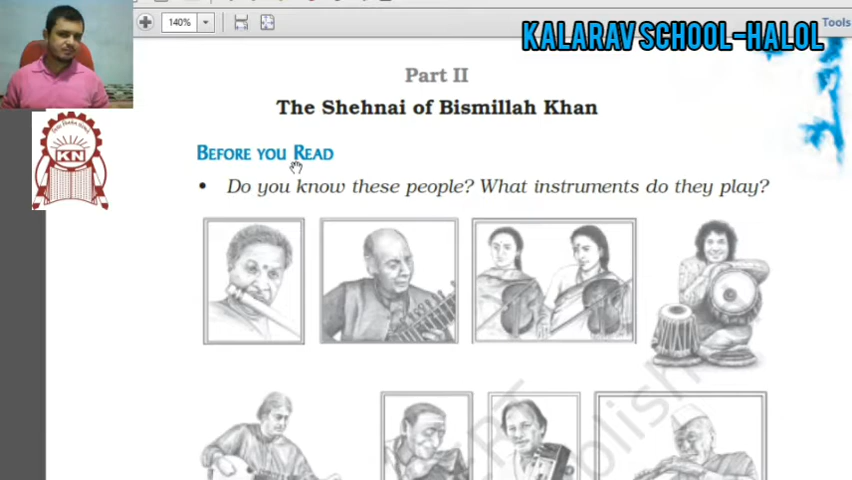 140%
Tools
KALARAV SCHOOL-HALOL
Part II
The Shehnai of Bismillah Khan
BEFORE YOU READ
• Do you know these people? What instruments do they play?
KN